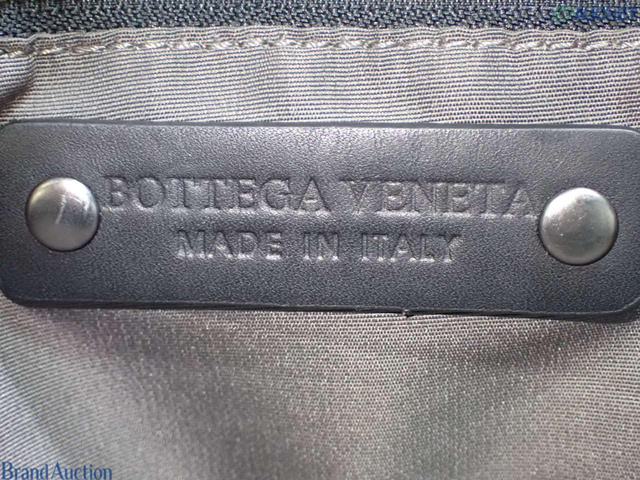 BOTTEGA VENETA
MADE IN ITALY
Brand Auction